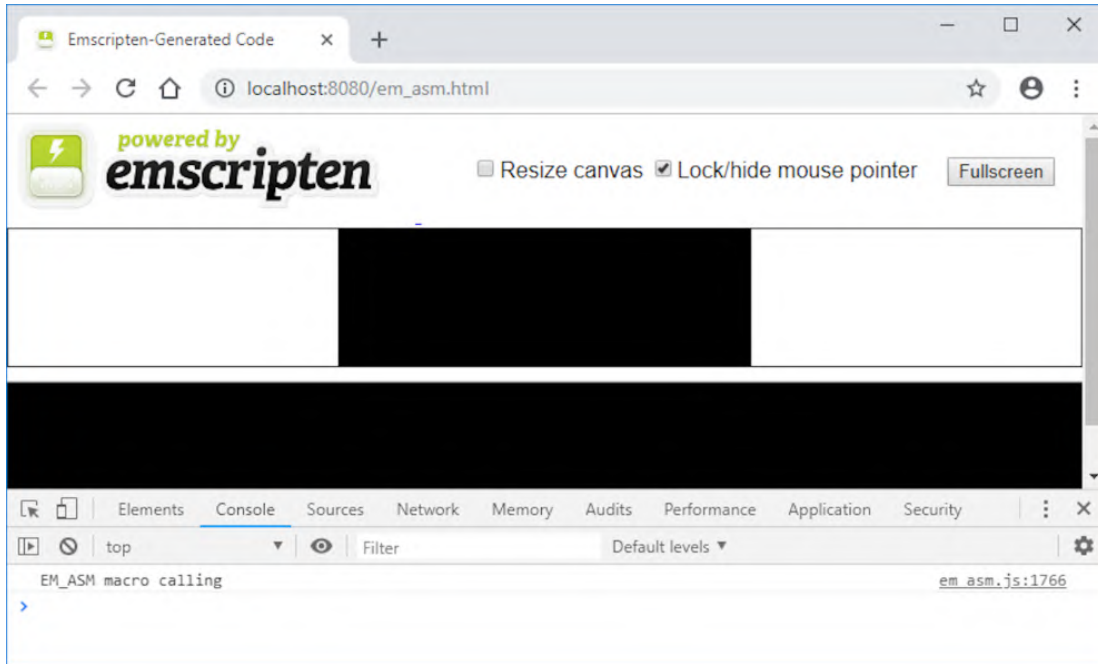 Emscripten-Generated Code
localhost:8080/em_asm.html
powered by
emscripten
Resize canvas Lock/hide mouse pointer Fullscreen
Elements Console Sources Network Memory Audits Performance Application Security
top Filter Default levels
EM_ASM macro calling em_asm.js:1766